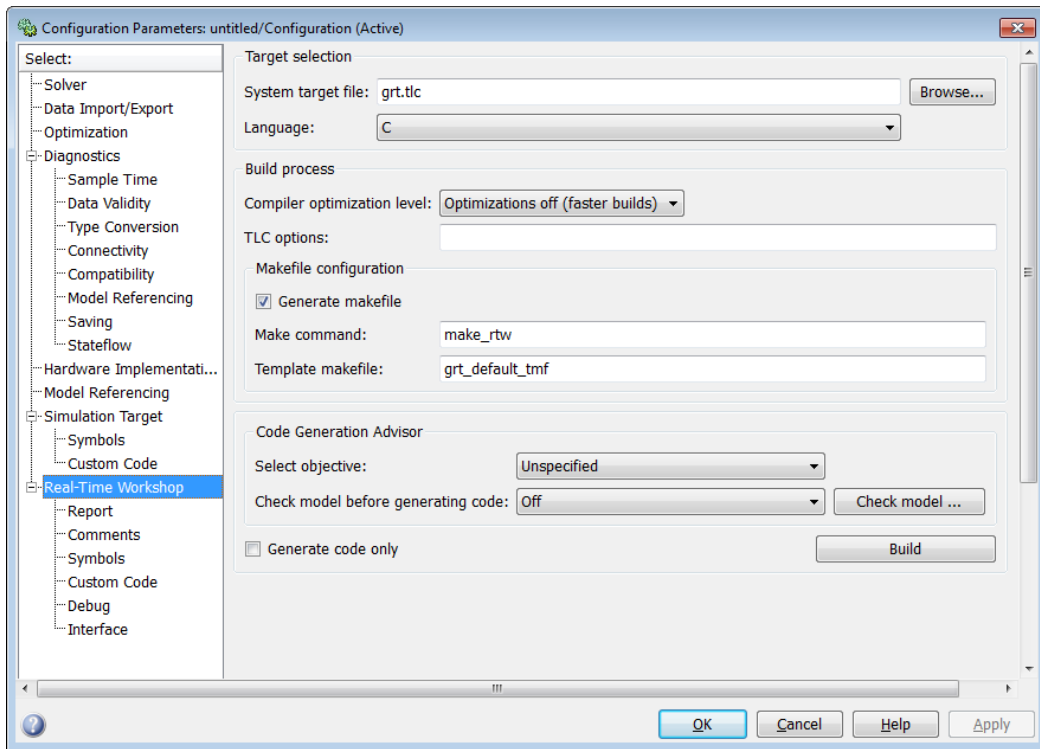 Configuration Parameters: untitled/Configuration (Active)
Select:
Solver
Data Import/Export
Optimization
Diagnostics
Sample Time
Data Validity
Type Conversion
Connectivity
Compatibility
Model Referencing
Saving
Stateflow
Hardware Implementati...
Model Referencing
Simulation Target
Symbols
Custom Code
Real-Time Workshop
Report
Comments
Symbols
Custom Code
Debug
Interface
Target selection
System target file: grt.tlc Browse...
Language: C
Build process
Compiler optimization level: Optimizations off (faster builds)
TLC options:
Makefile configuration
Generate makefile
Make command: make_rtw
Template makefile: grt_default_tmf
Code Generation Advisor
Select objective: Unspecified
Check model before generating code: Off Check model ...
Generate code only Build
OK Cancel Help Apply